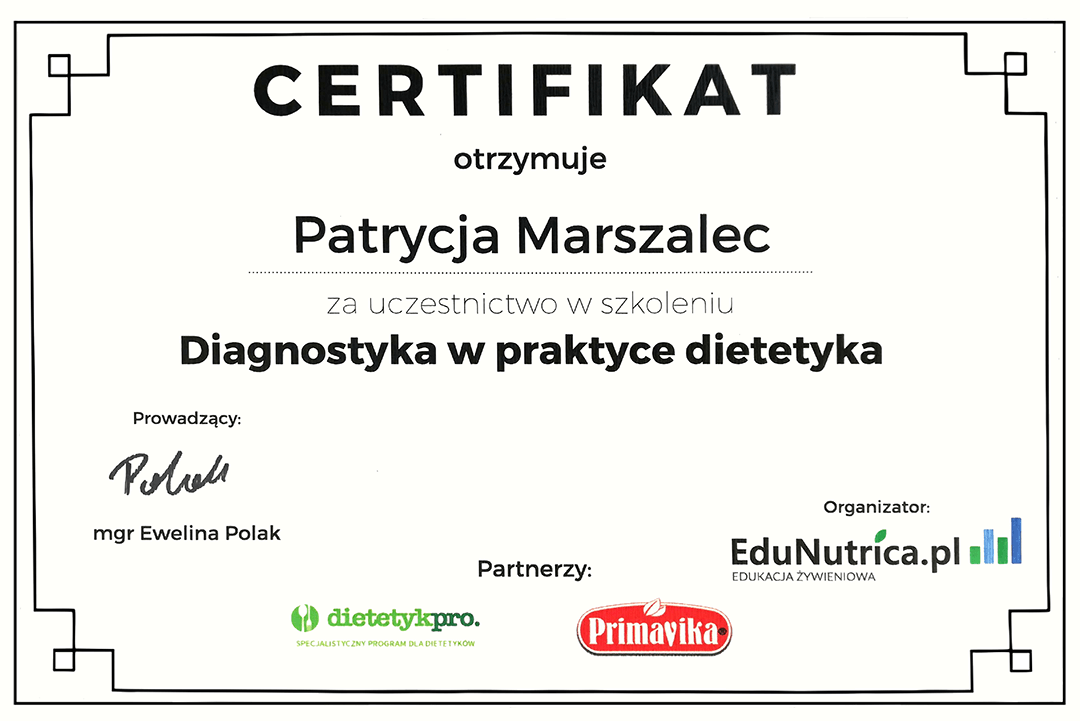 CERTIFIKAT
otrzymuje
Patrycja Marszalec
za uczestnictwo w szkoleniu
Diagnostyka w praktyce dietetyka
Prowadzący:
Polak
mgr Ewelina Polak
Organizator:
EduNutrica.pl
EDUKACJA ŻYWIENIOWA
Partnerzy:
dietetykpro.
SPECJALISTYCZNY PROGRAM DLA DIETETYKÓW
Primavika®